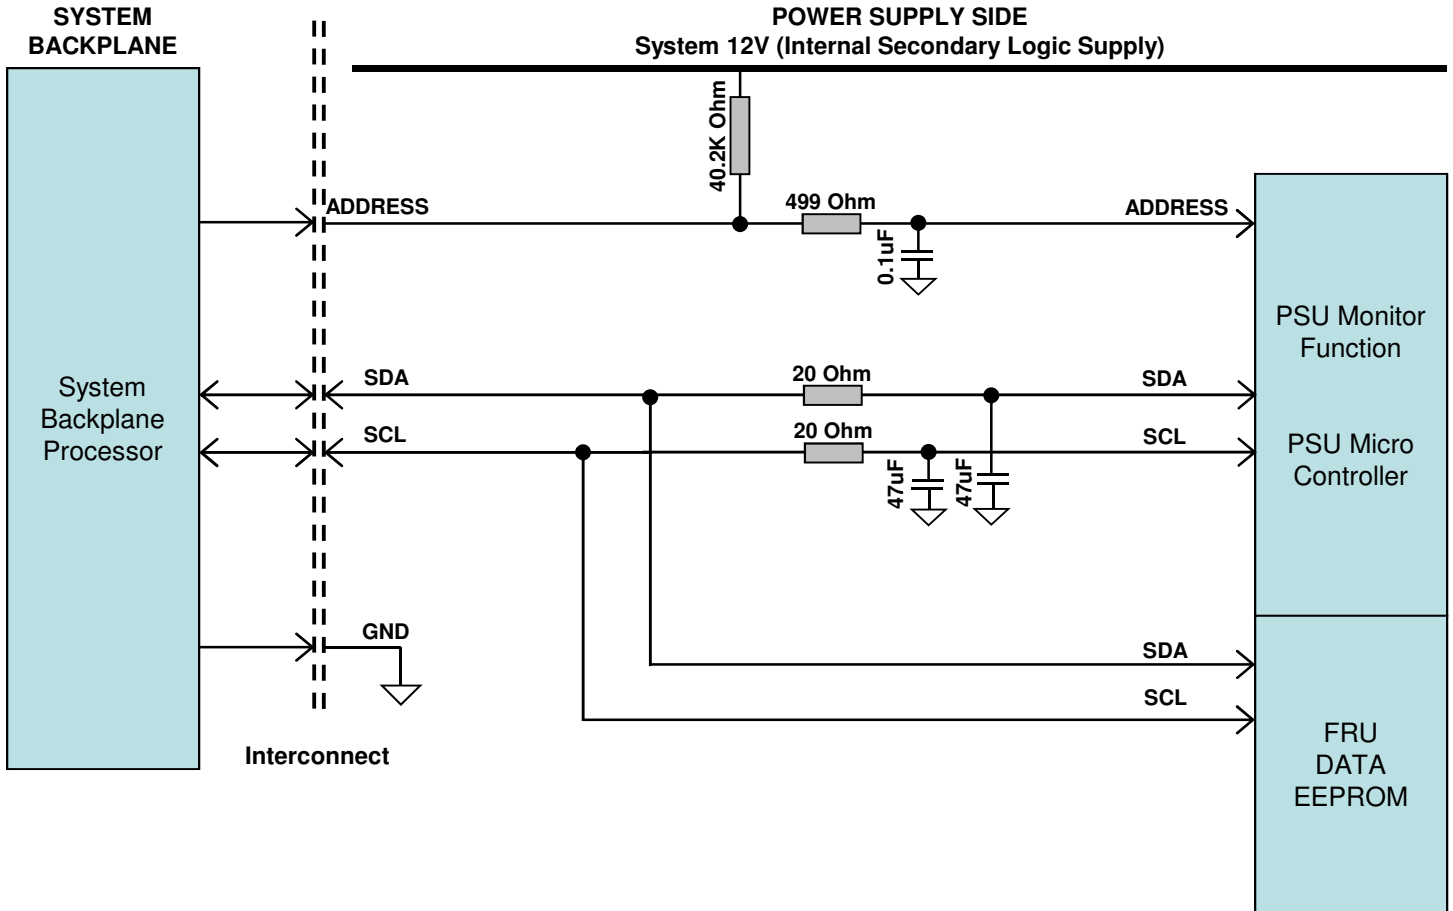 SYSTEM
BACKPLANE
POWER SUPPLY SIDE
System 12V (Internal Secondary Logic Supply)
40.2K Ohm
ADDRESS
499 Ohm
ADDRESS
0.1uF
PSU Monitor
Function
SDA
20 Ohm
SDA
System
Backplane
Processor
SCL
20 Ohm
SCL
PSU Micro
Controller
47uF
47uF
GND
SDA
SCL
Interconnect
FRU
DATA
EEPROM